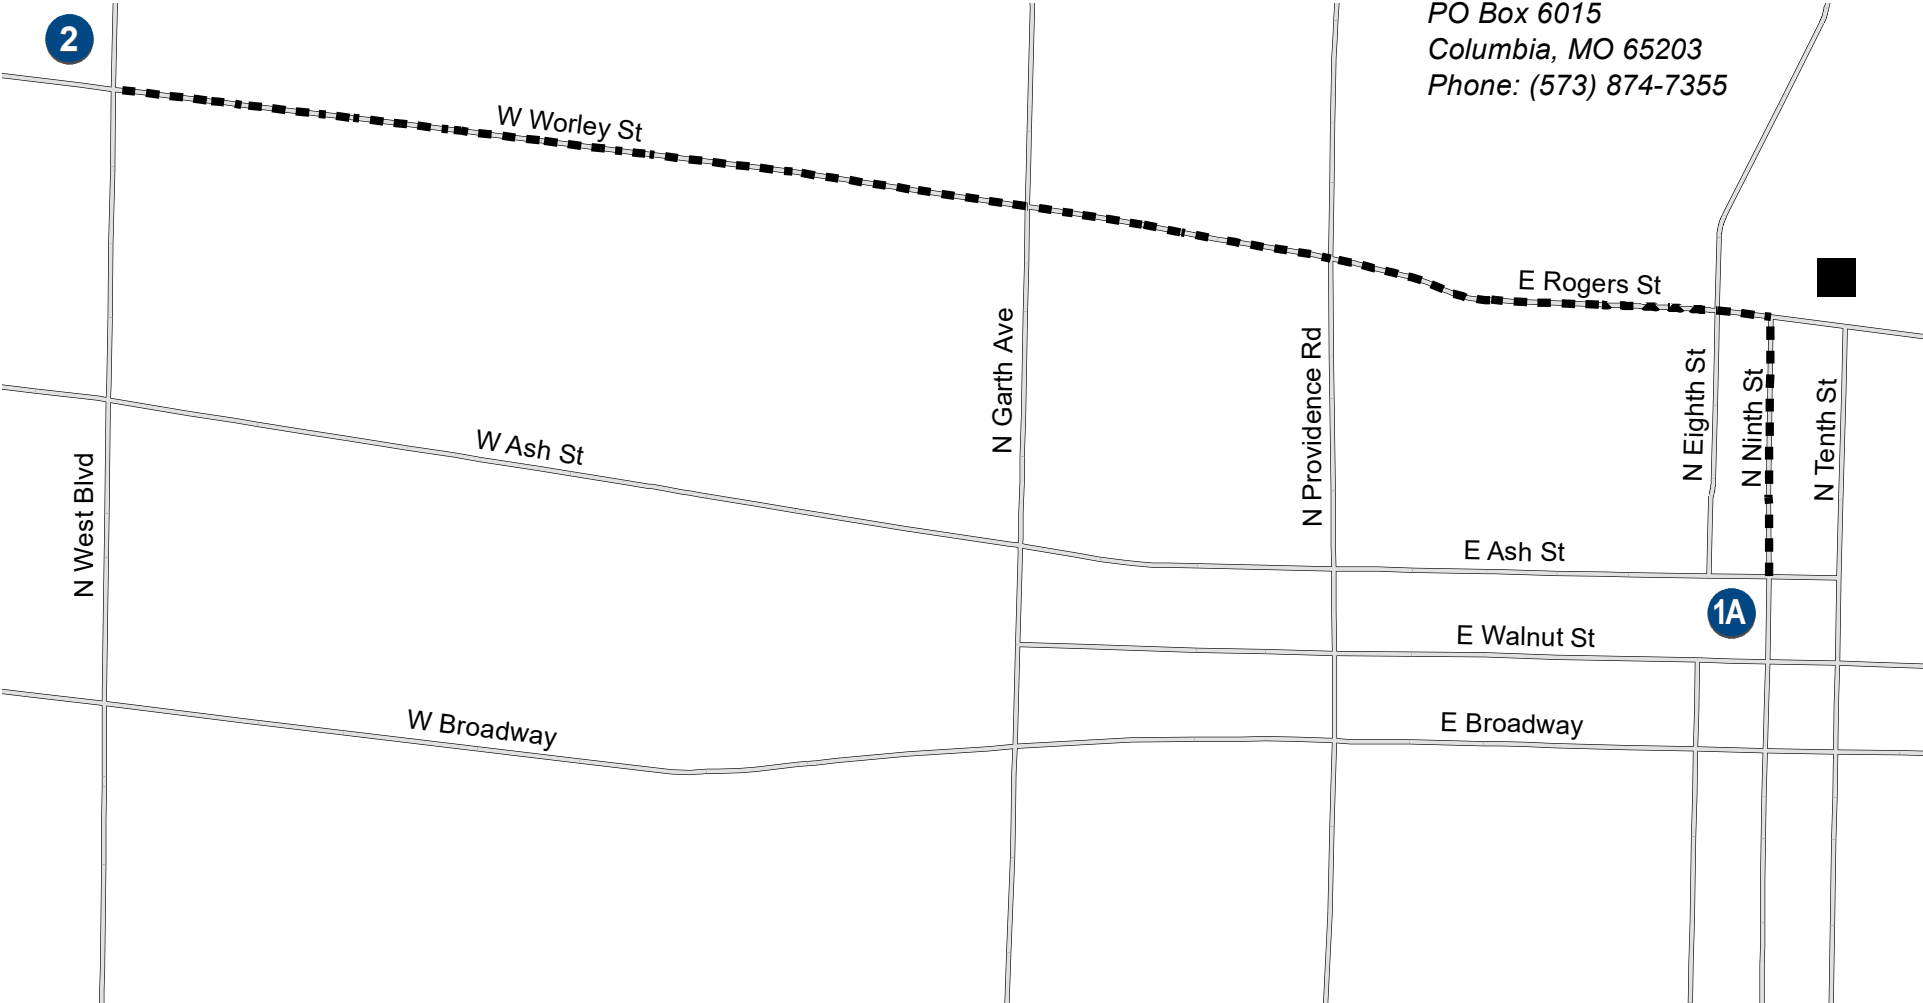 PO Box 6015
Columbia, MO 65203
Phone: (573) 874-7355
2
W Worley St
E Rogers St
N Garth Ave
N Providence Rd
N Eighth St
N Ninth St
N Tenth St
W Ash St
N West Blvd
E Ash St
1A
E Walnut St
W Broadway
E Broadway